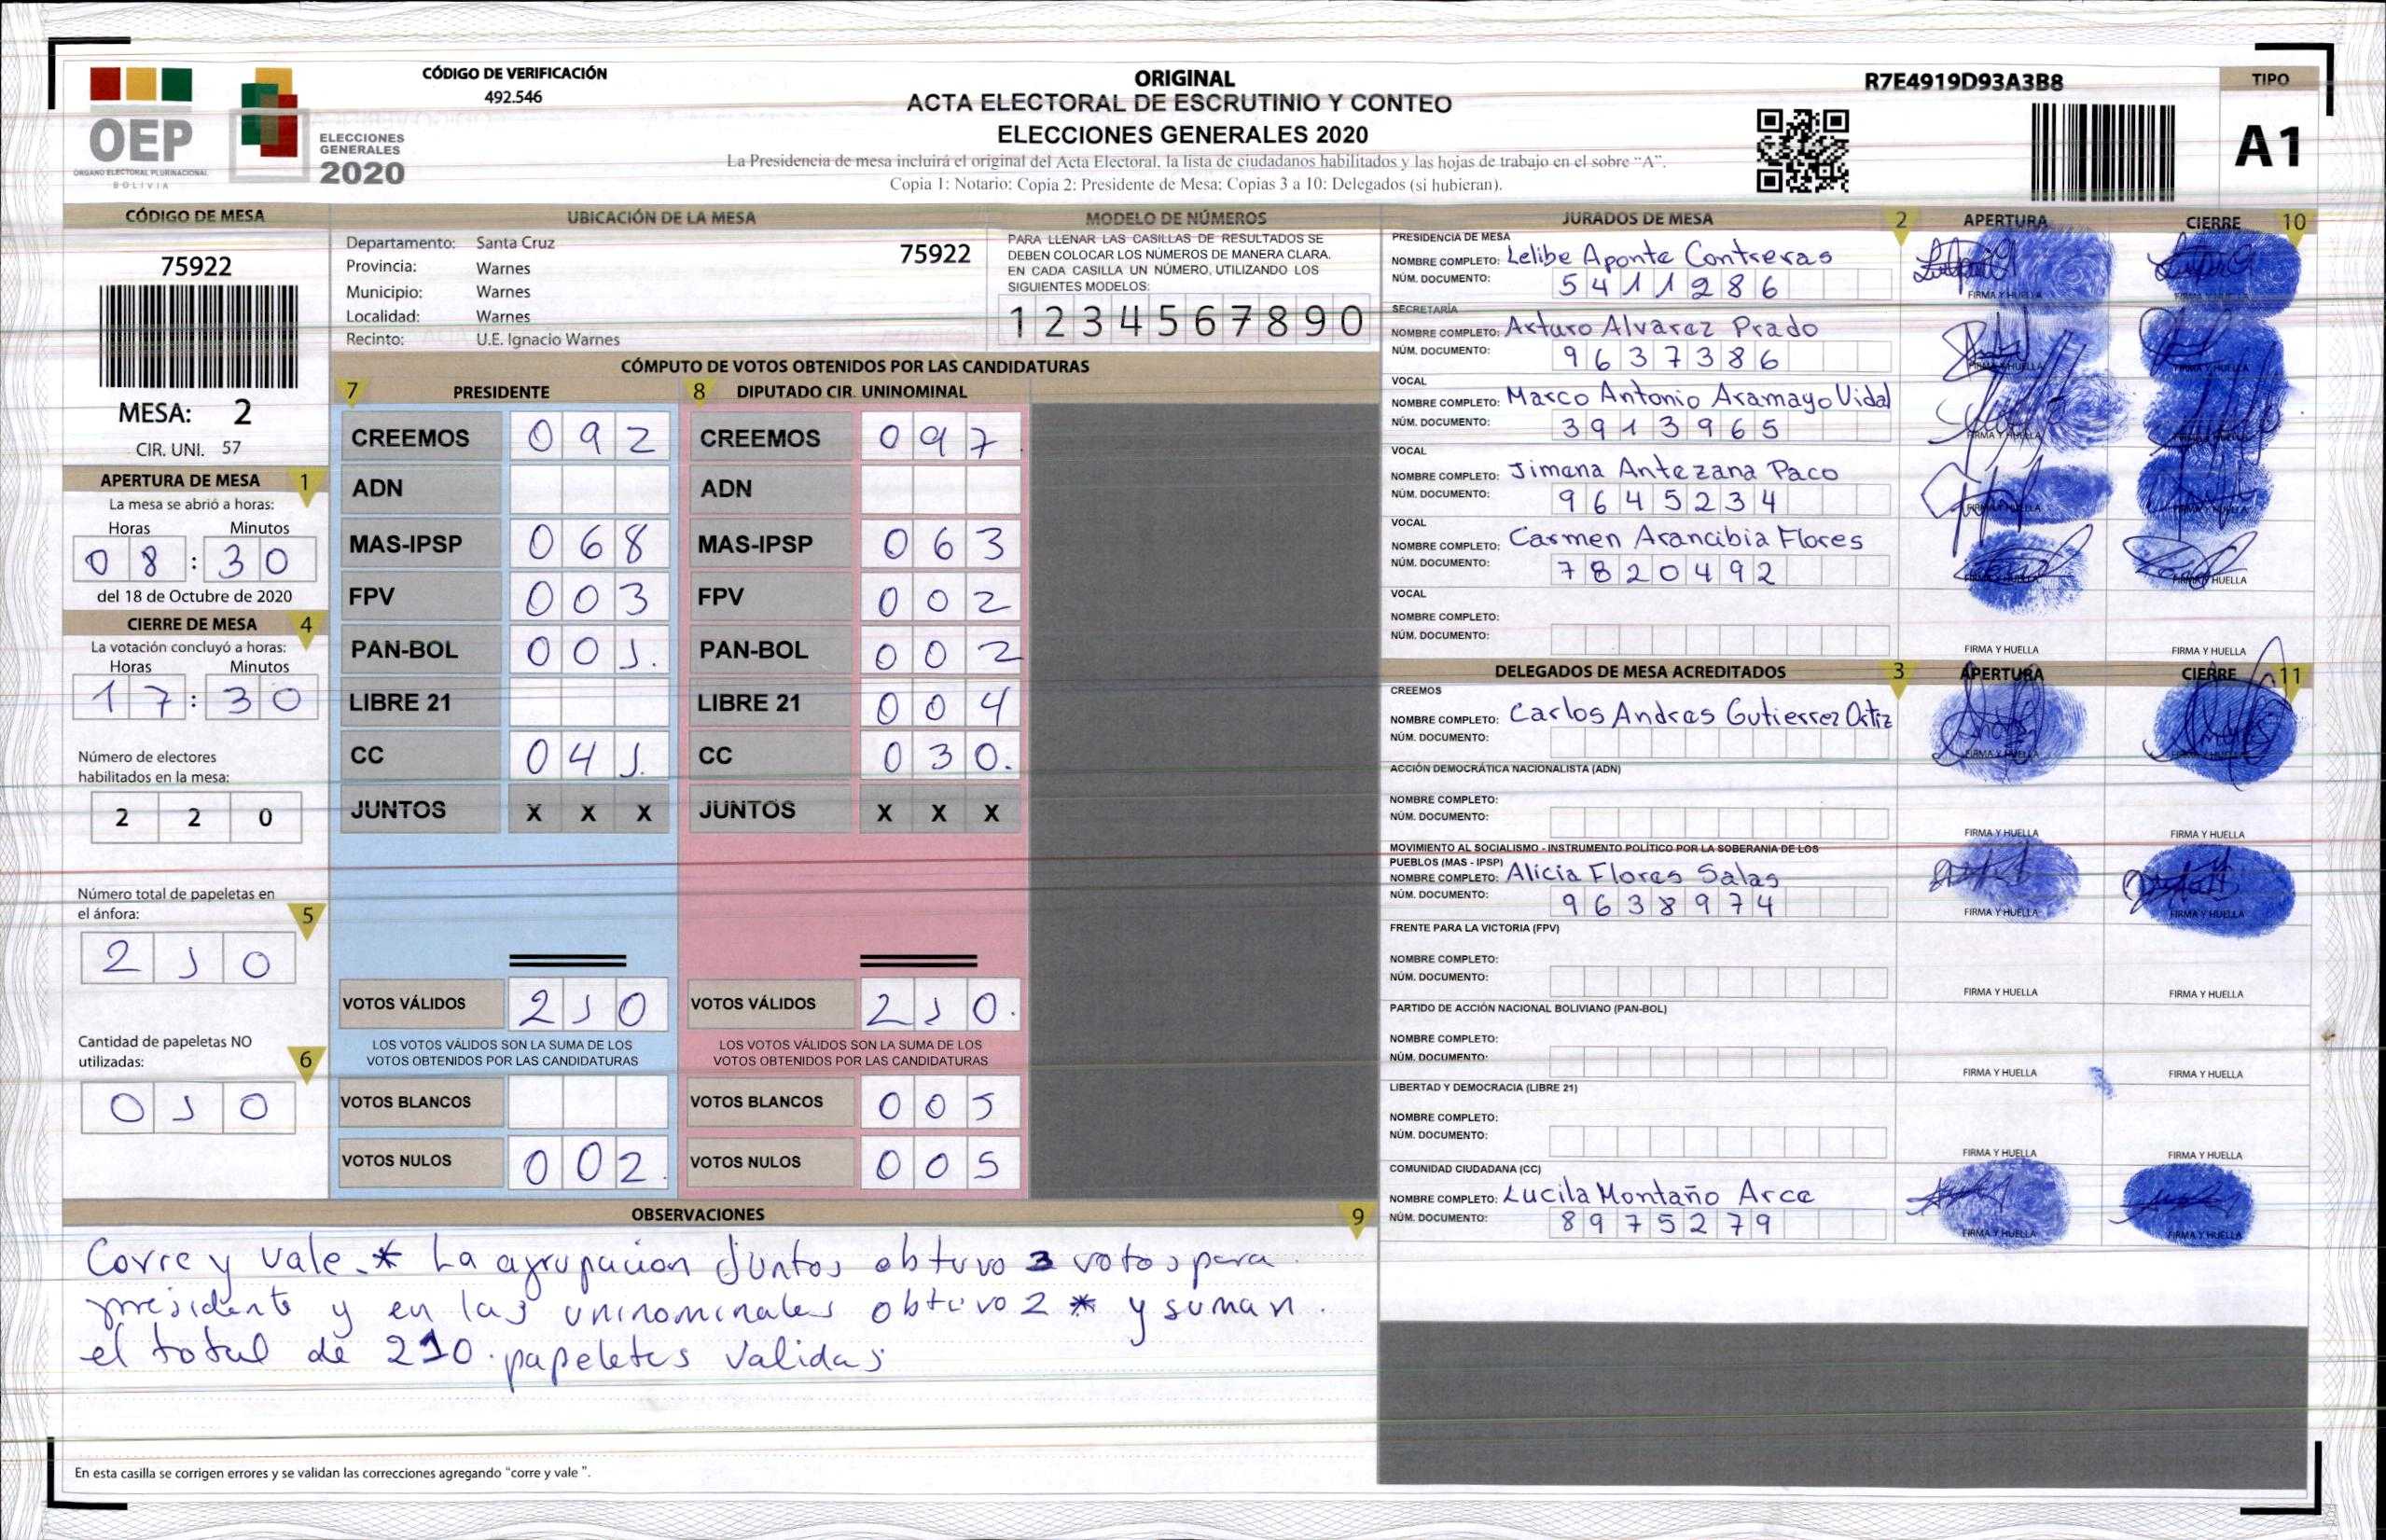 OEP
ÓRGANO ELECTORAL PLURINACIONAL
BOLIVIA
ELECCIONES
GENERALES
2020
CÓDIGO DE VERIFICACIÓN
492.546
ORIGINAL
ACTA ELECTORAL DE ESCRUTINIO Y CONTEO
ELECCIONES GENERALES 2020
La Presidencia de mesa incluirá el original del Acta Electoral, la lista de ciudadanos habilitados y las hojas de trabajo en el sobre "A".
Copia 1: Notario; Copia 2: Presidente de Mesa; Copias 3 a 10: Delegados (si hubieran).
R7E4919D93A3B8
TIPO
A1
CÓDIGO DE MESA
75922
MESA: 2
CIR. UNI. 57
APERTURA DE MESA 1
La mesa se abrió a horas:
Horas Minutos
08 : 30
del 18 de Octubre de 2020
CIERRE DE MESA 4
La votación concluyó a horas:
Horas Minutos
17 : 30
Número de electores
habilitados en la mesa:
2 2 0
Número total de papeletas en
el ánfora:
5
2 1 0
Cantidad de papeletas NO
utilizadas:
6
0 1 0
UBICACIÓN DE LA MESA
Departamento: Santa Cruz
75922
Provincia: Warnes
Municipio: Warnes
Localidad: Warnes
Recinto: U.E. Ignacio Warnes
MODELO DE NÚMEROS
PARA LLENAR LAS CASILLAS DE RESULTADOS SE
DEBEN COLOCAR LOS NÚMEROS DE MANERA CLARA.
EN CADA CASILLA UN NÚMERO, UTILIZANDO LOS
SIGUIENTES MODELOS:
1 2 3 4 5 6 7 8 9 0
CÓMPUTO DE VOTOS OBTENIDOS POR LAS CANDIDATURAS
7 PRESIDENTE
CREEMOS 0 9 2
ADN
MAS-IPSP 0 6 8
FPV 0 0 3
PAN-BOL 0 0 1.
LIBRE 21
CC 0 4 1.
JUNTOS X X X
VOTOS VÁLIDOS 2 1 0
LOS VOTOS VÁLIDOS SON LA SUMA DE LOS
VOTOS OBTENIDOS POR LAS CANDIDATURAS
VOTOS BLANCOS
VOTOS NULOS 0 0 2.
8 DIPUTADO CIR. UNINOMINAL
CREEMOS 0 9 7.
ADN
MAS-IPSP 0 6 3
FPV 0 0 2
PAN-BOL 0 0 2
LIBRE 21 0 0 4
CC 0 3 0.
JUNTOS X X X
VOTOS VÁLIDOS 2 1 0.
LOS VOTOS VÁLIDOS SON LA SUMA DE LOS
VOTOS OBTENIDOS POR LAS CANDIDATURAS
VOTOS BLANCOS 0 0 5
VOTOS NULOS 0 0 5
OBSERVACIONES 9
Corre y vale.* La agrupacion Juntos obtuvo 3 votos para
presidente y en las uninominales obtuvo 2 * y suman.
el total de 210. papeletas validas
En esta casilla se corrigen errores y se validan las correcciones agregando "corre y vale ".
JURADOS DE MESA 2 APERTURA CIERRE 10
PRESIDENCIA DE MESA
NOMBRE COMPLETO: Lelibe Aponte Contreras
NÚM. DOCUMENTO: 5411286
FIRMA Y HUELLA
SECRETARÍA
NOMBRE COMPLETO: Arturo Alvarez Prado
NÚM. DOCUMENTO: 9637386
FIRMA Y HUELLA FIRMA Y HUELLA
VOCAL
NOMBRE COMPLETO: Marco Antonio Aramayo Vidal
NÚM. DOCUMENTO: 3913965
FIRMA Y HUELLA FIRMA Y HUELLA
VOCAL
NOMBRE COMPLETO: Jimena Antezana Paco
NÚM. DOCUMENTO: 9645234
FIRMA Y HUELLA FIRMA Y HUELLA
VOCAL
NOMBRE COMPLETO: Carmen Arancibia Flores
NÚM. DOCUMENTO: 7820492
FIRMA Y HUELLA FIRMA Y HUELLA
VOCAL
NOMBRE COMPLETO:
NÚM. DOCUMENTO:
FIRMA Y HUELLA FIRMA Y HUELLA
DELEGADOS DE MESA ACREDITADOS 3 APERTURA CIERRE 11
CREEMOS
NOMBRE COMPLETO: Carlos Andres Gutierrez Ortiz
NÚM. DOCUMENTO:
FIRMA Y HUELLA FIRMA Y HUELLA
ACCIÓN DEMOCRÁTICA NACIONALISTA (ADN)
NOMBRE COMPLETO:
NÚM. DOCUMENTO:
FIRMA Y HUELLA FIRMA Y HUELLA
MOVIMIENTO AL SOCIALISMO - INSTRUMENTO POLÍTICO POR LA SOBERANIA DE LOS
PUEBLOS (MAS - IPSP)
NOMBRE COMPLETO: Alicia Flores Salas
NÚM. DOCUMENTO: 9638974
FIRMA Y HUELLA FIRMA Y HUELLA
FRENTE PARA LA VICTORIA (FPV)
NOMBRE COMPLETO:
NÚM. DOCUMENTO:
FIRMA Y HUELLA FIRMA Y HUELLA
PARTIDO DE ACCIÓN NACIONAL BOLIVIANO (PAN-BOL)
NOMBRE COMPLETO:
NÚM. DOCUMENTO:
FIRMA Y HUELLA FIRMA Y HUELLA
LIBERTAD Y DEMOCRACIA (LIBRE 21)
NOMBRE COMPLETO:
NÚM. DOCUMENTO:
FIRMA Y HUELLA FIRMA Y HUELLA
COMUNIDAD CIUDADANA (CC)
NOMBRE COMPLETO: Lucila Montaño Arce
NÚM. DOCUMENTO: 8975279
FIRMA Y HUELLA FIRMA Y HUELLA